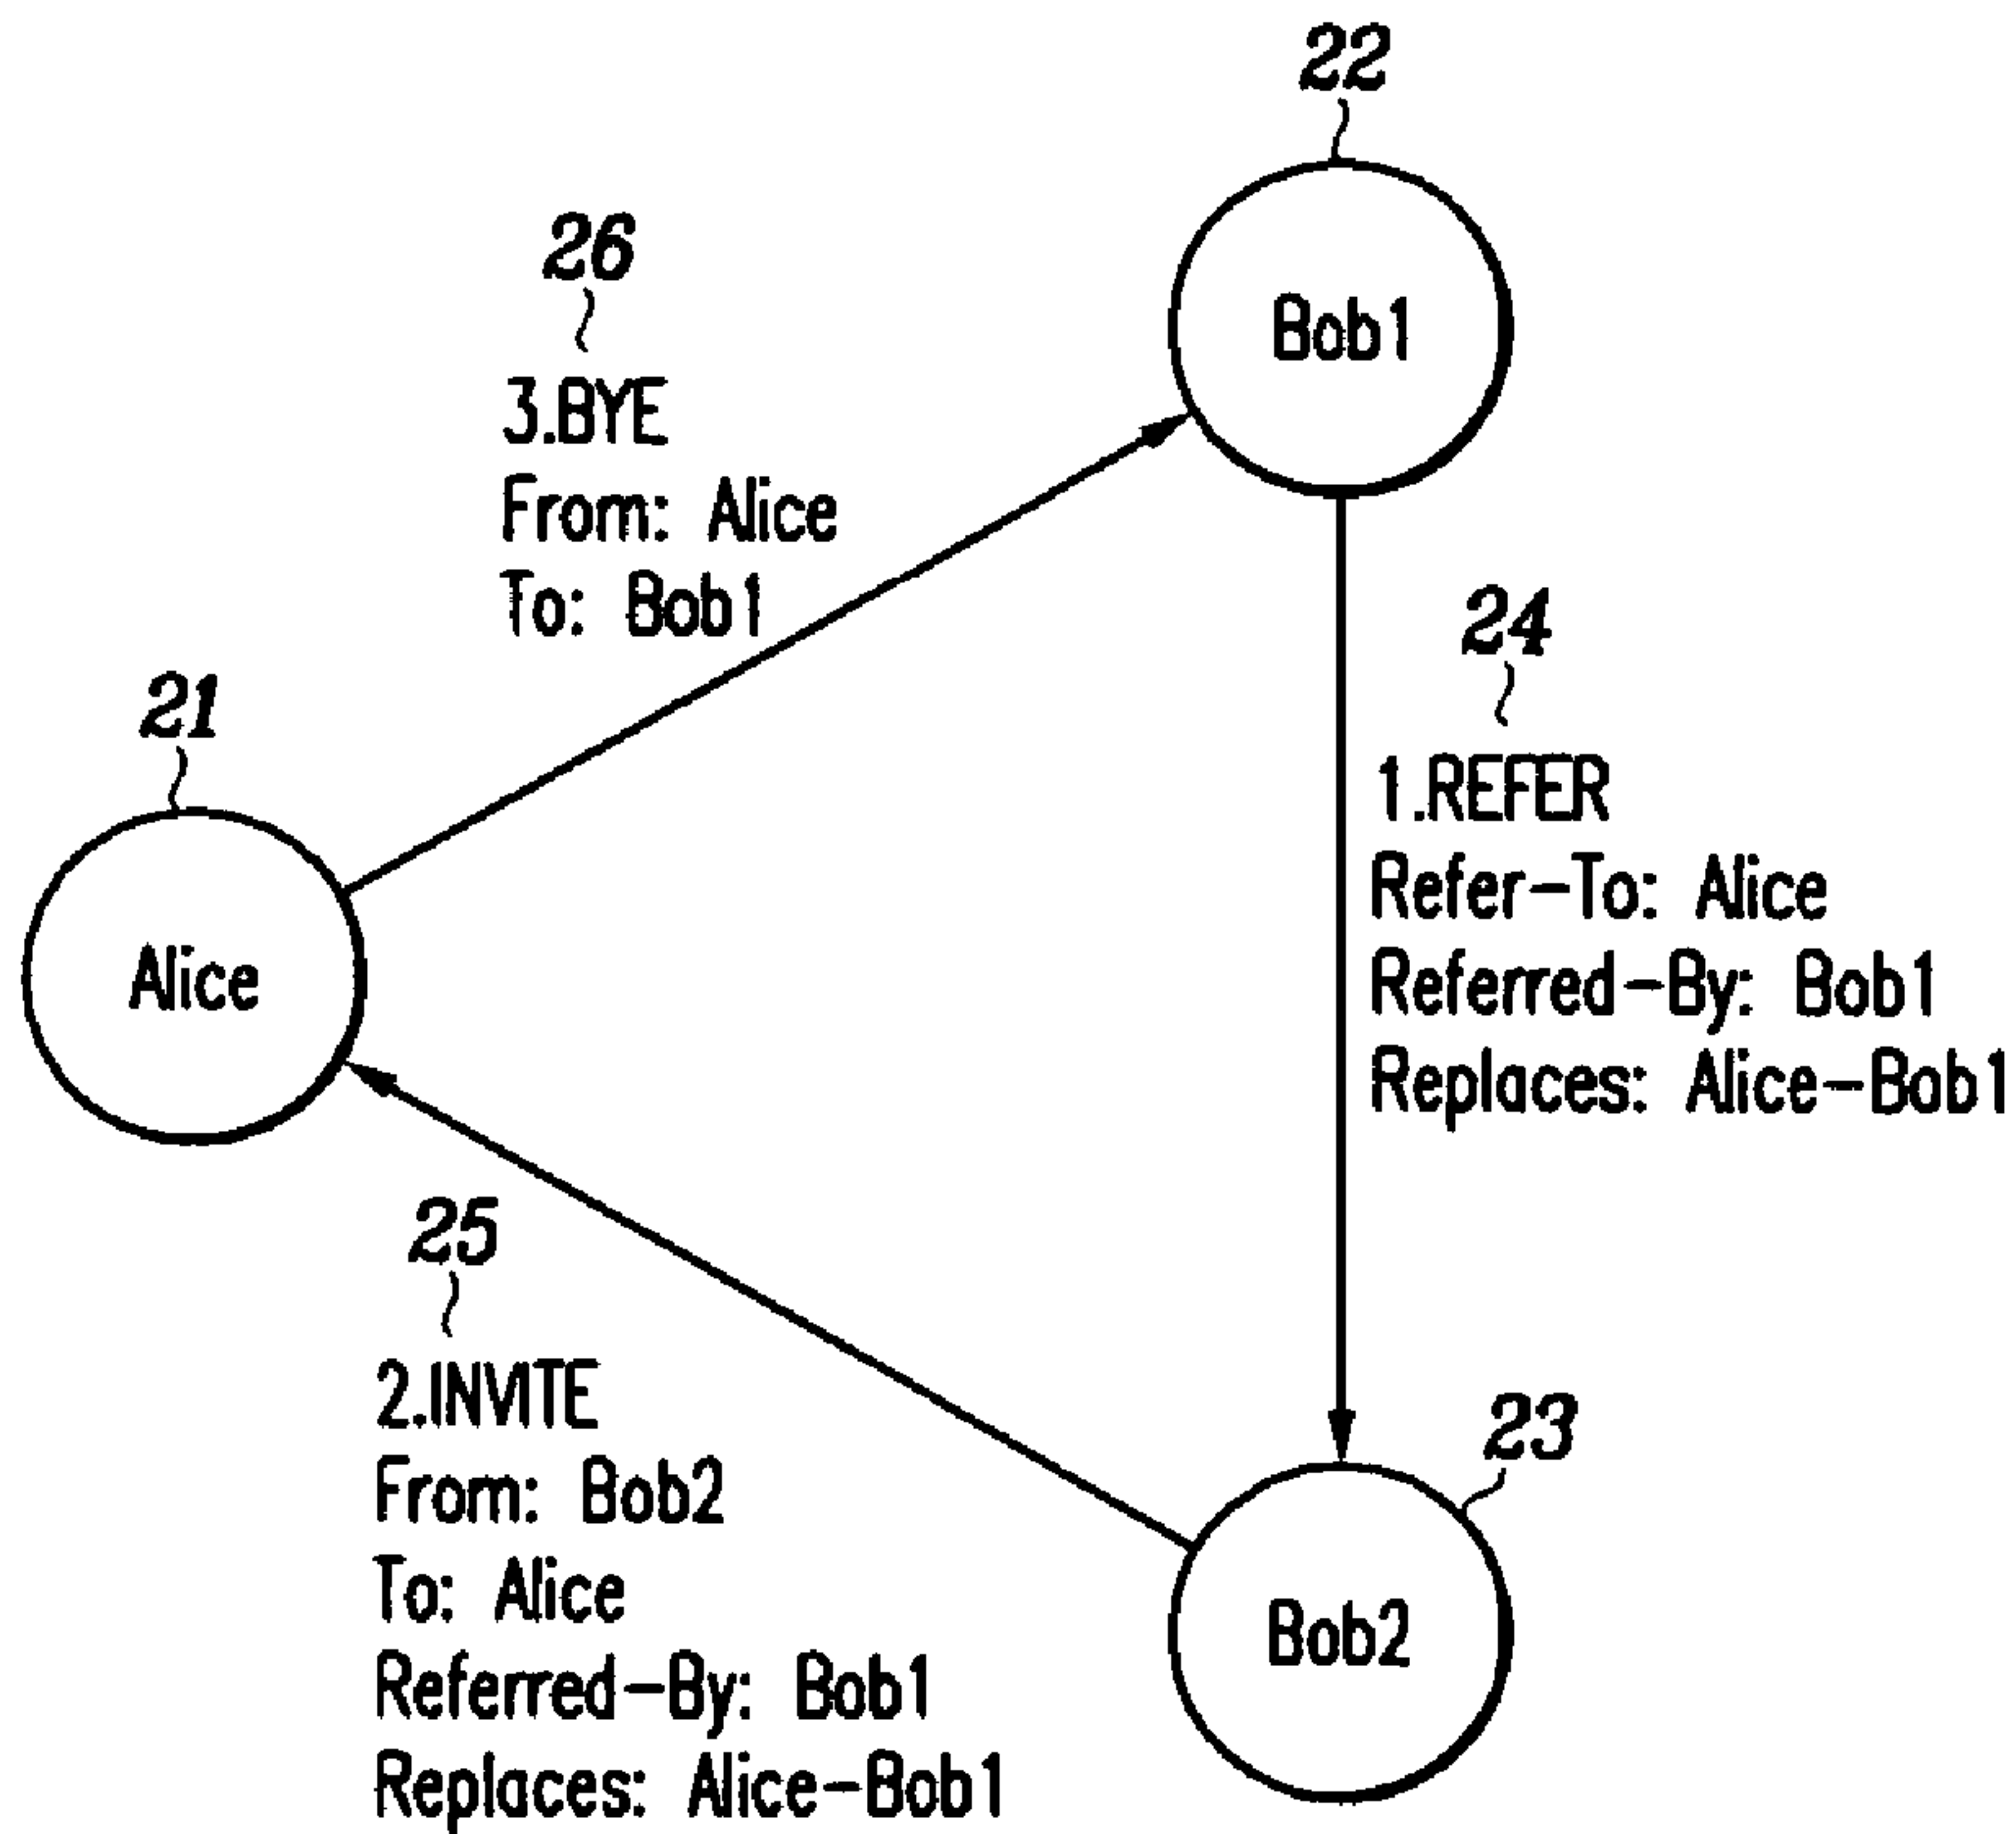 22
Bob1
26
3.BYE
From: Alice
To: Bob1
24
1.REFER
Refer-To: Alice
Referred-By: Bob1
Replaces: Alice-Bob1
21
Alice
25
2.INVITE
From: Bob2
To: Alice
Referred-By: Bob1
Replaces: Alice-Bob1
23
Bob2